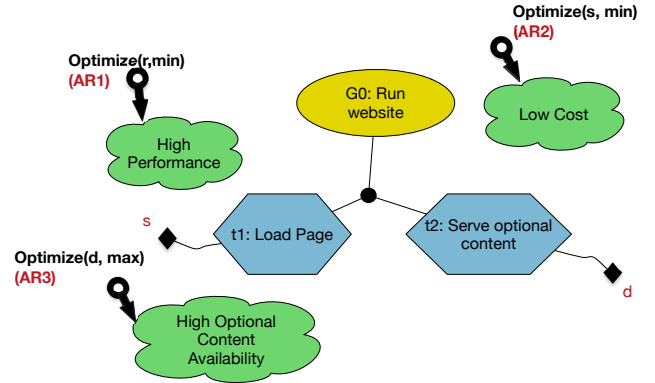 Optimize(s, min)
(AR2)
Optimize(r,min)
(AR1)
G0: Run
website
Low Cost
High
Performance
s
t1: Load Page
t2: Serve optional
content
Optimize(d, max)
(AR3)
d
High Optional
Content
Availability